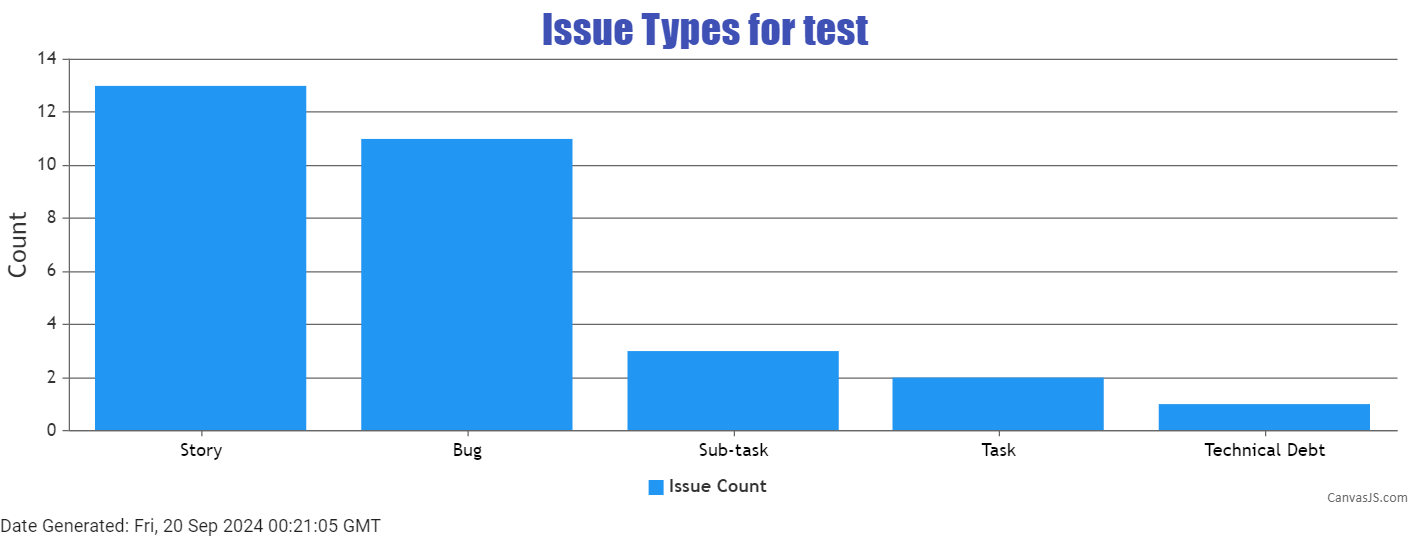 Issue Types for test
14
12
10
8
6
4
2
0
Count
Story Bug Sub-task Task Technical Debt
Issue Count
CanvasJS.com
Date Generated: Fri, 20 Sep 2024 00:21:05 GMT